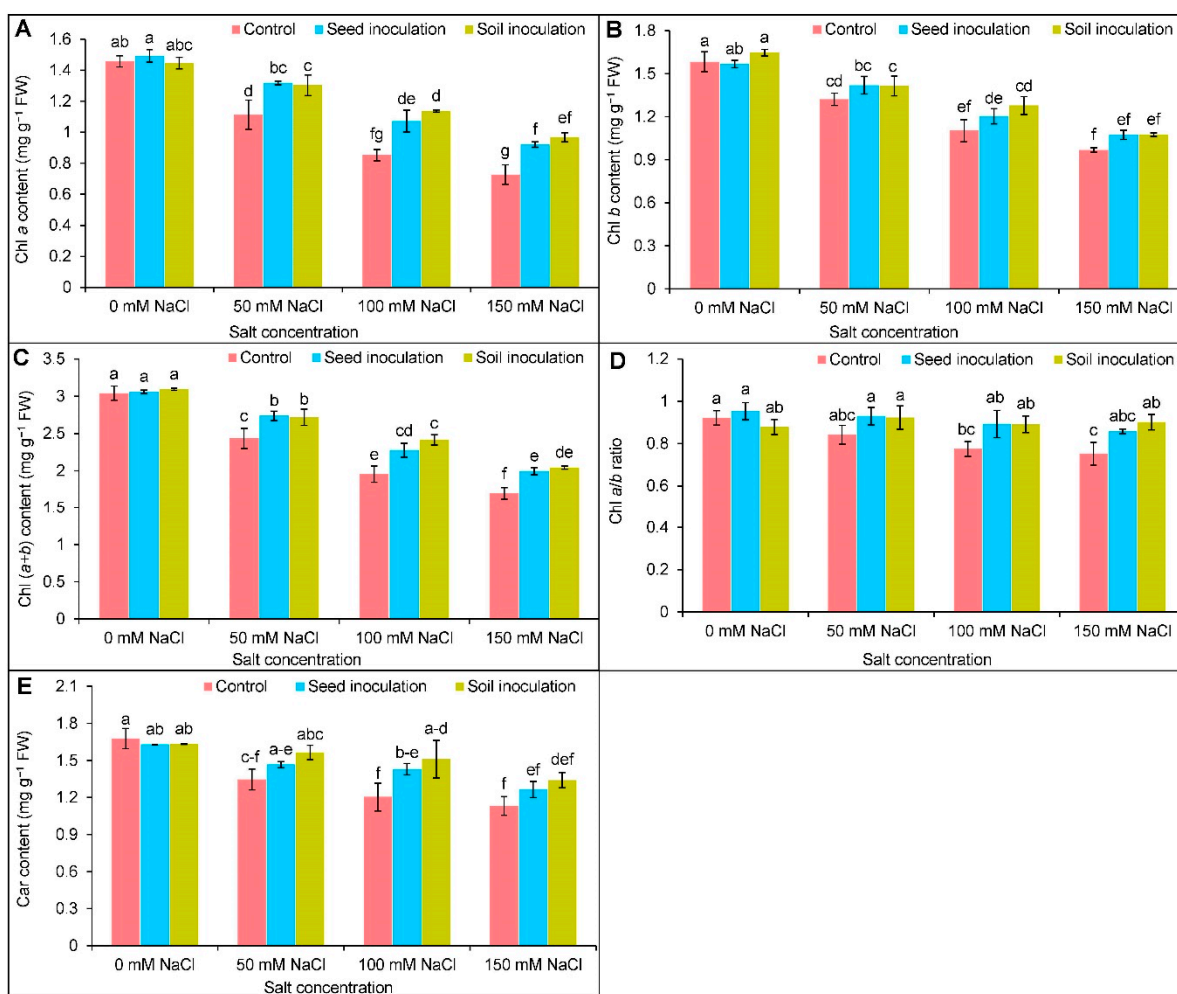 A
Control Seed inoculation Soil inoculation
Chl a content (mg g⁻¹ FW)
1.6
1.4
1.2
1
0.8
0.6
0.4
0.2
0
ab a abc
d bc c
fg de d
g f ef
0 mM NaCl 50 mM NaCl 100 mM NaCl 150 mM NaCl
Salt concentration
B
Control Seed inoculation Soil inoculation
Chl b content (mg g⁻¹ FW)
1.8
1.5
1.2
0.9
0.6
0.3
0
a ab a
cd bc c
ef de cd
f ef ef
0 mM NaCl 50 mM NaCl 100 mM NaCl 150 mM NaCl
Salt concentration
C
Control Seed inoculation Soil inoculation
Chl (a+b) content (mg g⁻¹ FW)
3.5
3
2.5
2
1.5
1
0.5
0
a a a
c b b
e cd c
f e de
0 mM NaCl 50 mM NaCl 100 mM NaCl 150 mM NaCl
Salt concentration
D
Control Seed inoculation Soil inoculation
Chl a/b ratio
1.2
1
0.8
0.6
0.4
0.2
0
a a ab
abc a a
bc ab ab
c abc ab
0 mM NaCl 50 mM NaCl 100 mM NaCl 150 mM NaCl
Salt concentration
E
Control Seed inoculation Soil inoculation
Car content (mg g⁻¹ FW)
2.1
1.8
1.5
1.2
0.9
0.6
0.3
0
a ab ab
c-f a-e abc
f b-e a-d
f ef def
0 mM NaCl 50 mM NaCl 100 mM NaCl 150 mM NaCl
Salt concentration